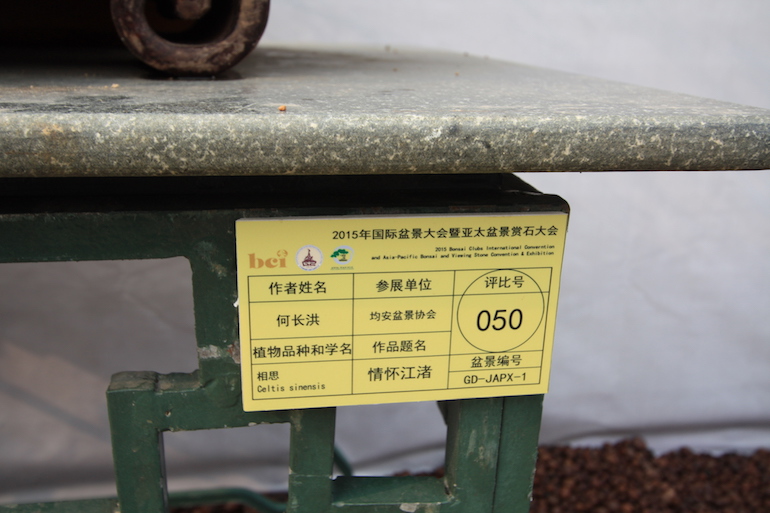 2015年国际盆景大会暨亚太盆景赏石大会
2015 Bonsai Clubs International Convention
and Asia-Pacific Bonsai and Viewing Stone Convention & Exhibition
bci
作者姓名 参展单位 评比号
何长洪 均安盆景协会 050
植物品种和学名 作品题名
相思 情怀江渚 盆景编号
Celtis sinensis GD-JAPX-1